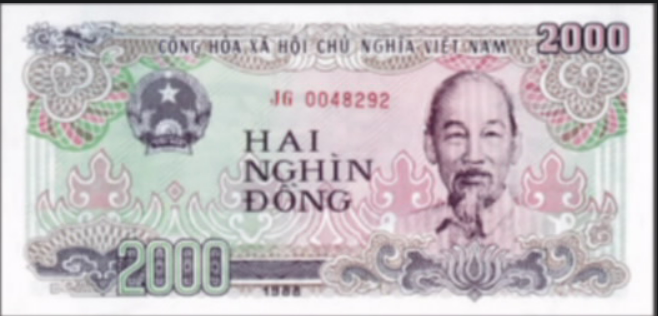 CỘNG HÒA XÃ HỘI CHỦ NGHĨA VIỆT NAM
2000
JG 0048292
HAI
NGHÌN
ĐỒNG
2000
1988